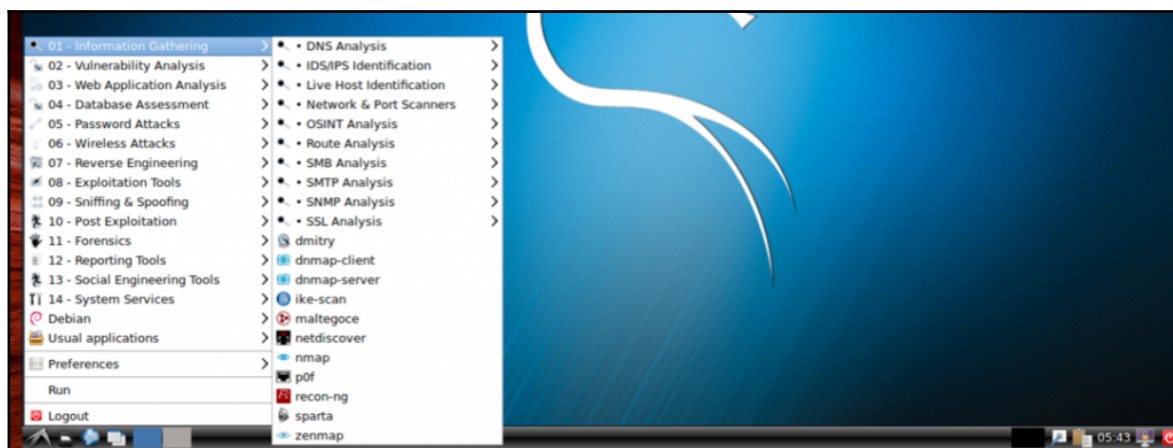 01 - Information Gathering
02 - Vulnerability Analysis
03 - Web Application Analysis
04 - Database Assessment
05 - Password Attacks
06 - Wireless Attacks
07 - Reverse Engineering
08 - Exploitation Tools
09 - Sniffing & Spoofing
10 - Post Exploitation
11 - Forensics
12 - Reporting Tools
13 - Social Engineering Tools
14 - System Services
Debian
Usual applications
Preferences
Run
Logout
• DNS Analysis
• IDS/IPS Identification
• Live Host Identification
• Network & Port Scanners
• OSINT Analysis
• Route Analysis
• SMB Analysis
• SMTP Analysis
• SNMP Analysis
• SSL Analysis
dmitry
dnmap-client
dnmap-server
ike-scan
maltegoce
netdiscover
nmap
p0f
recon-ng
sparta
zenmap
05:43